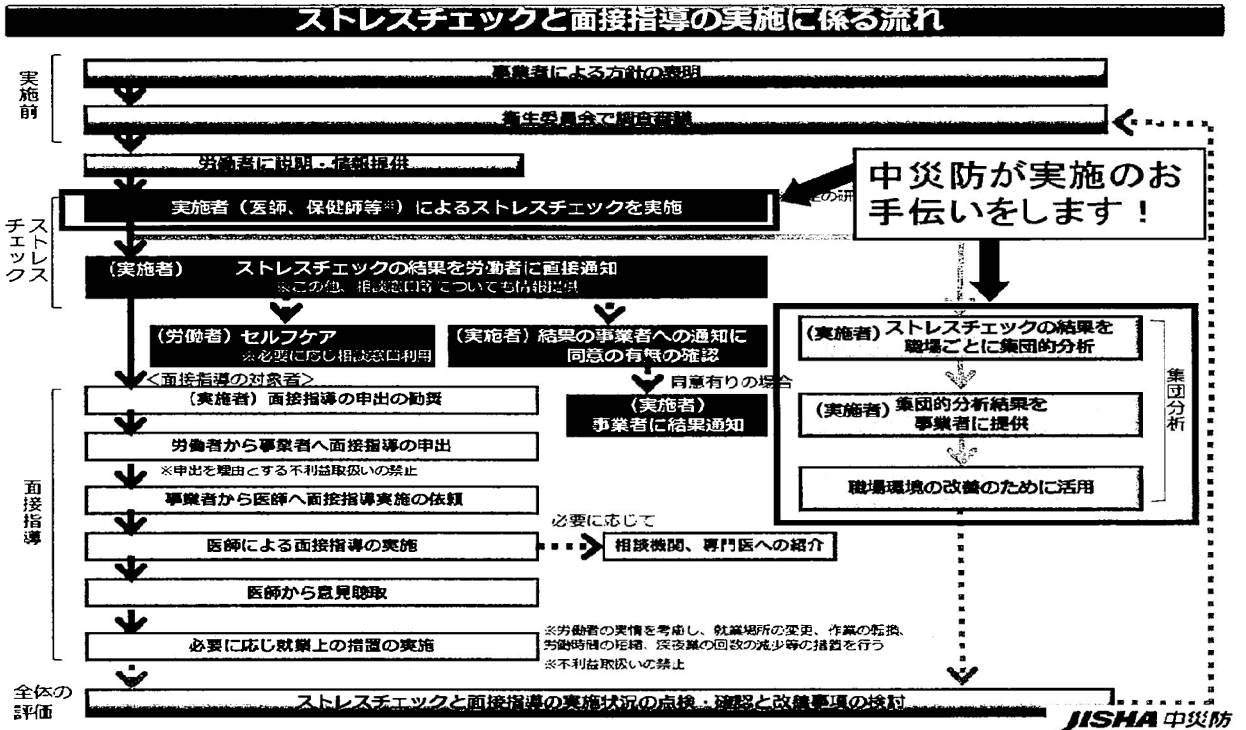 ストレスチェックと面接指導の実施に係る流れ
実施前
事業者による方針の表明
衛生委員会で調査審議
労働者に説明・情報提供
中災防が実施のお
手伝いをします！
ストレスチェック
実施者（医師、保健師等※）によるストレスチェックを実施
の研
（実施者） ストレスチェックの結果を労働者に直接通知
※この他、相談窓口等についても情報提供
（労働者）セルフケア
※必要に応じ相談窓口利用
（実施者）結果の事業者への通知に
同意の有無の確認
同意有りの場合
（実施者）
事業者に結果通知
（実施者）ストレスチェックの結果を
職場ごとに集団的分析
（実施者）集団的分析結果を
事業者に提供
職場環境の改善のために活用
集団分析
＜面接指導の対象者＞
面接指導
（実施者）面接指導の申出の勧奨
労働者から事業者へ面接指導の申出
※申出を理由とする不利益取扱いの禁止
事業者から医師へ面接指導実施の依頼
医師による面接指導の実施
必要に応じて
相談機関、専門医への紹介
医師から意見聴取
必要に応じ就業上の措置の実施
※労働者の実情を考慮し、就業場所の変更、作業の転換、
労働時間の短縮、深夜業の回数の減少等の措置を行う
※不利益取扱いの禁止
全体の
評価
ストレスチェックと面接指導の実施状況の点検・確認と改善事項の検討
JISHA 中災防